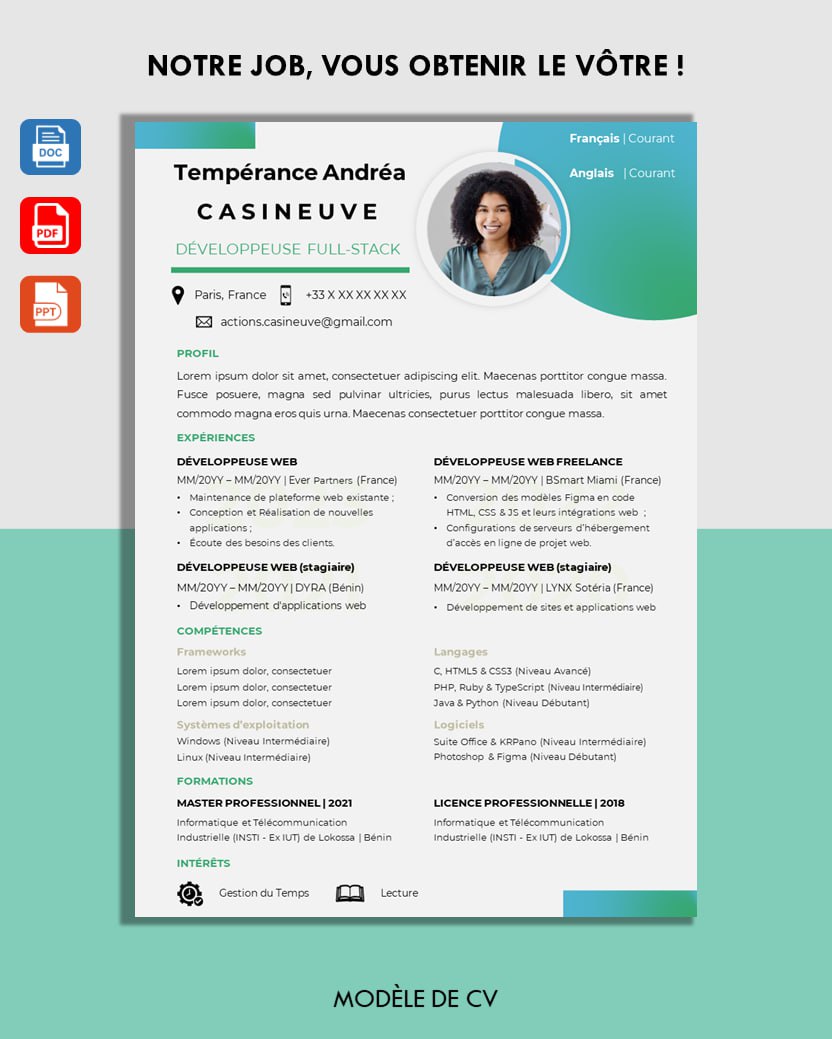 NOTRE JOB, VOUS OBTENIR LE VÔTRE !
DOC
PDF
PPT
Français | Courant
Anglais | Courant
Tempérance Andréa
CASINEUVE
DÉVELOPPEUSE FULL-STACK
Paris, France +33 X XX XX XX XX
actions.casineuve@gmail.com
PROFIL
Lorem ipsum dolor sit amet, consectetuer adipiscing elit. Maecenas porttitor congue massa.
Fusce posuere, magna sed pulvinar ultricies, purus lectus malesuada libero, sit amet
commodo magna eros quis urna. Maecenas consectetuer porttitor congue massa.
EXPÉRIENCES
DÉVELOPPEUSE WEB
MM/20YY – MM/20YY | Ever Partners (France)
• Maintenance de plateforme web existante ;
• Conception et Réalisation de nouvelles
applications ;
• Écoute des besoins des clients.
DÉVELOPPEUSE WEB (stagiaire)
MM/20YY – MM/20YY | DYRA (Bénin)
• Développement d'applications web
DÉVELOPPEUSE WEB FREELANCE
MM/20YY – MM/20YY | BSmart Miami (France)
• Conversion des modèles Figma en code
HTML, CSS & JS et leurs intégrations web ;
• Configurations de serveurs d'hébergement
d'accès en ligne de projet web.
DÉVELOPPEUSE WEB (stagiaire)
MM/20YY – MM/20YY | LYNX Sotéria (France)
• Développement de sites et applications web
COMPÉTENCES
Frameworks
Lorem ipsum dolor, consectetuer
Lorem ipsum dolor, consectetuer
Lorem ipsum dolor, consectetuer
Systèmes d'exploitation
Windows (Niveau Intermédiaire)
Linux (Niveau Intermédiaire)
Langages
C, HTML5 & CSS3 (Niveau Avancé)
PHP, Ruby & TypeScript (Niveau Intermédiaire)
Java & Python (Niveau Débutant)
Logiciels
Suite Office & KRPano (Niveau Intermédiaire)
Photoshop & Figma (Niveau Débutant)
FORMATIONS
MASTER PROFESSIONNEL | 2021
Informatique et Télécommunication
Industrielle (INSTI - Ex IUT) de Lokossa | Bénin
LICENCE PROFESSIONNELLE | 2018
Informatique et Télécommunication
Industrielle (INSTI - Ex IUT) de Lokossa | Bénin
INTÉRÊTS
Gestion du Temps
Lecture
MODÈLE DE CV